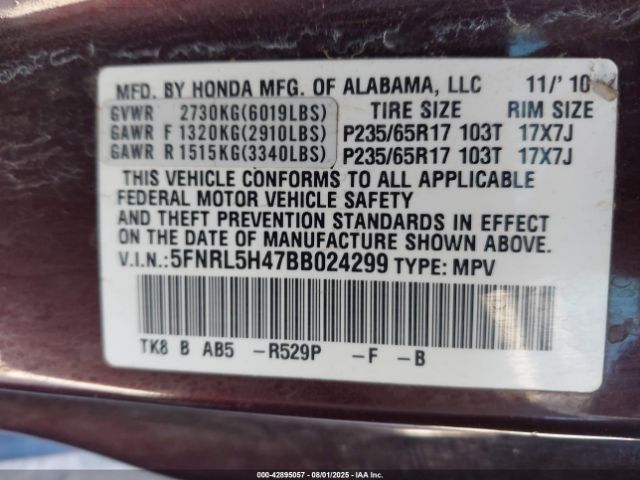 MFD. BY HONDA MFG. OF ALABAMA, LLC 11/'10
GVWR 2730KG(6019LBS) TIRE SIZE RIM SIZE
GAWR F 1320KG(2910LBS) P235/65R17 103T 17X7J
GAWR R 1515KG(3340LBS) P235/65R17 103T 17X7J
THIS VEHICLE CONFORMS TO ALL APPLICABLE
FEDERAL MOTOR VEHICLE SAFETY
AND THEFT PREVENTION STANDARDS IN EFFECT
ON THE DATE OF MANUFACTURE SHOWN ABOVE.
V.I.N.:5FNRL5H47BB024299 TYPE: MPV
TK8 B AB5 -R529P -F -B
000-42895057 - 08/01/2025 - IAAI.COM